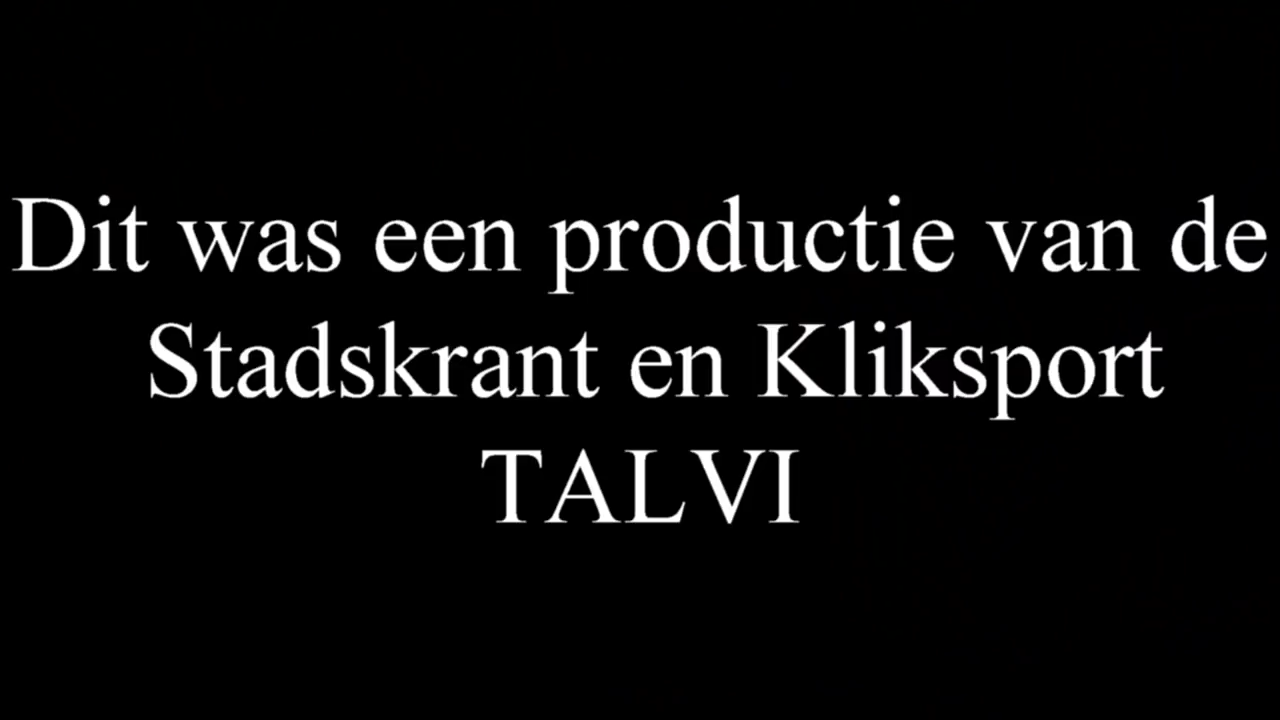 Dit was een productie van de
Stadskrant en Kliksport
TALVI